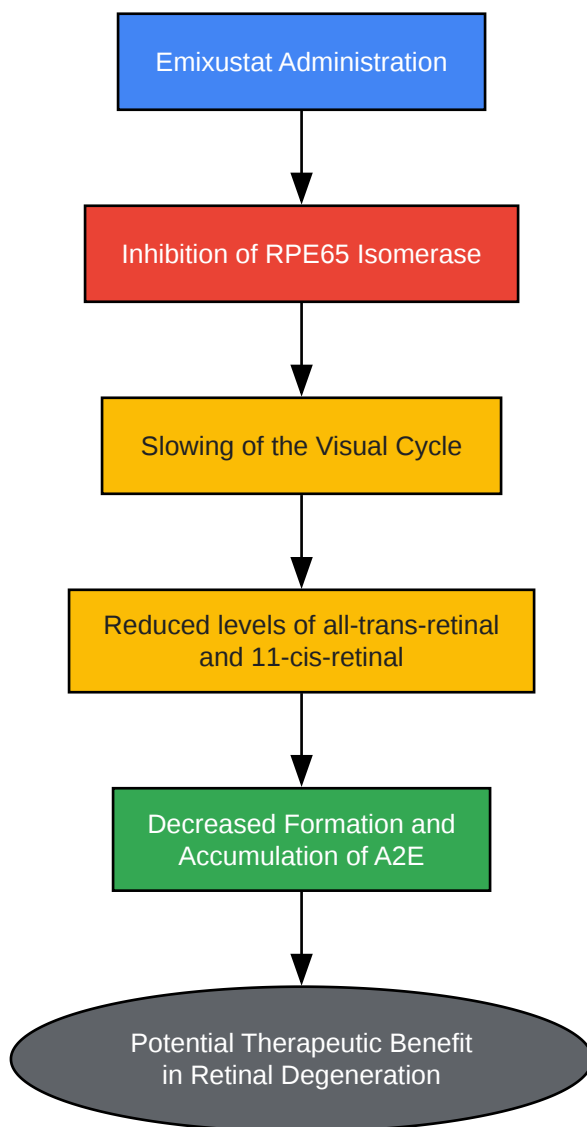 Emixustat Administration
Inhibition of RPE65 Isomerase
Slowing of the Visual Cycle
Reduced levels of all-trans-retinal
and 11-cis-retinal
Decreased Formation and
Accumulation of A2E
Potential Therapeutic Benefit
in Retinal Degeneration